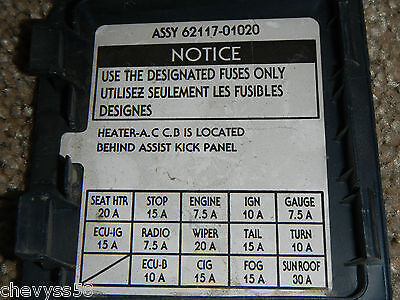 ASSY 62117-01020
NOTICE
USE THE DESIGNATED FUSES ONLY
UTILISEZ SEULEMENT LES FUSIBLES
DESIGNES
HEATER-A.C C.B IS LOCATED
BEHIND ASSIST KICK PANEL
SEAT HTR STOP ENGINE IGN GAUGE
20 A 15 A 7.5 A 10 A 7.5 A
ECU-IG RADIO WIPER TAIL TURN
15 A 7.5 A 20 A 15 A 10 A
ECU-B CIG FOG SUNROOF
10 A 15 A 15 A 30 A
chevyss58